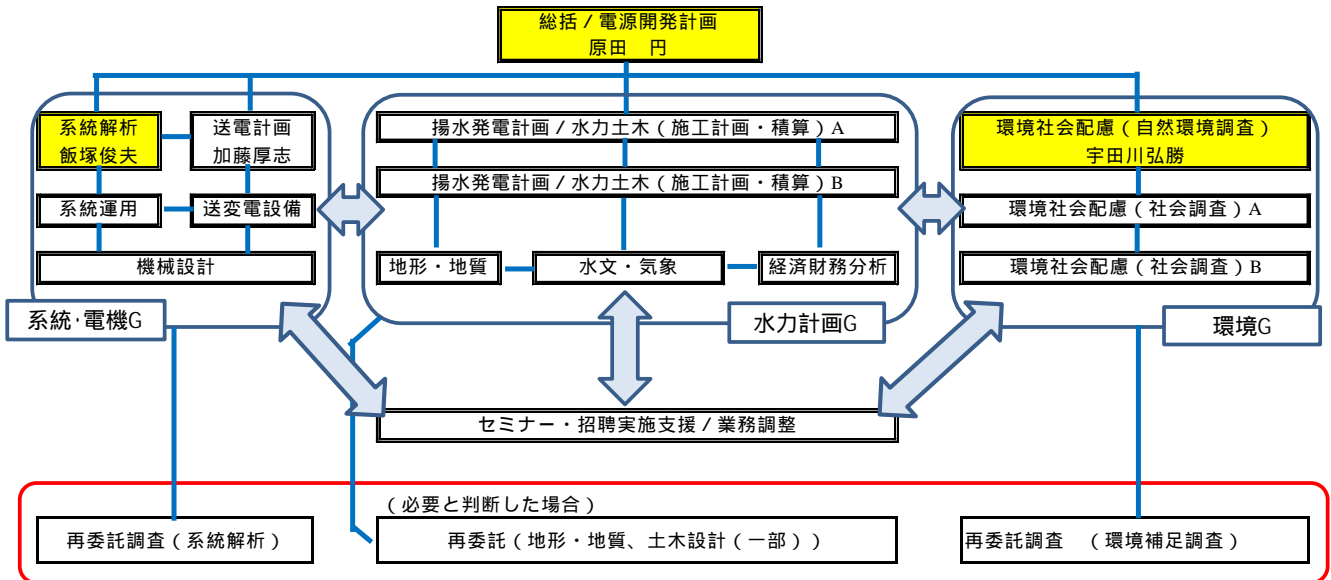 総括/電源開発計画
原田　円
系統解析
飯塚俊夫
送電計画
加藤厚志
系統運用
送変電設備
機械設計
系統･電機G
揚水発電計画/水力土木(施工計画・積算)A
揚水発電計画/水力土木(施工計画・積算)B
地形・地質
水文・気象
経済財務分析
水力計画G
環境社会配慮(自然環境調査)
宇田川弘勝
環境社会配慮(社会調査)A
環境社会配慮(社会調査)B
環境G
セミナー・招聘実施支援/業務調整
(必要と判断した場合)
再委託調査(系統解析)
再委託(地形・地質、土木設計(一部))
再委託調査　(環境補足調査)